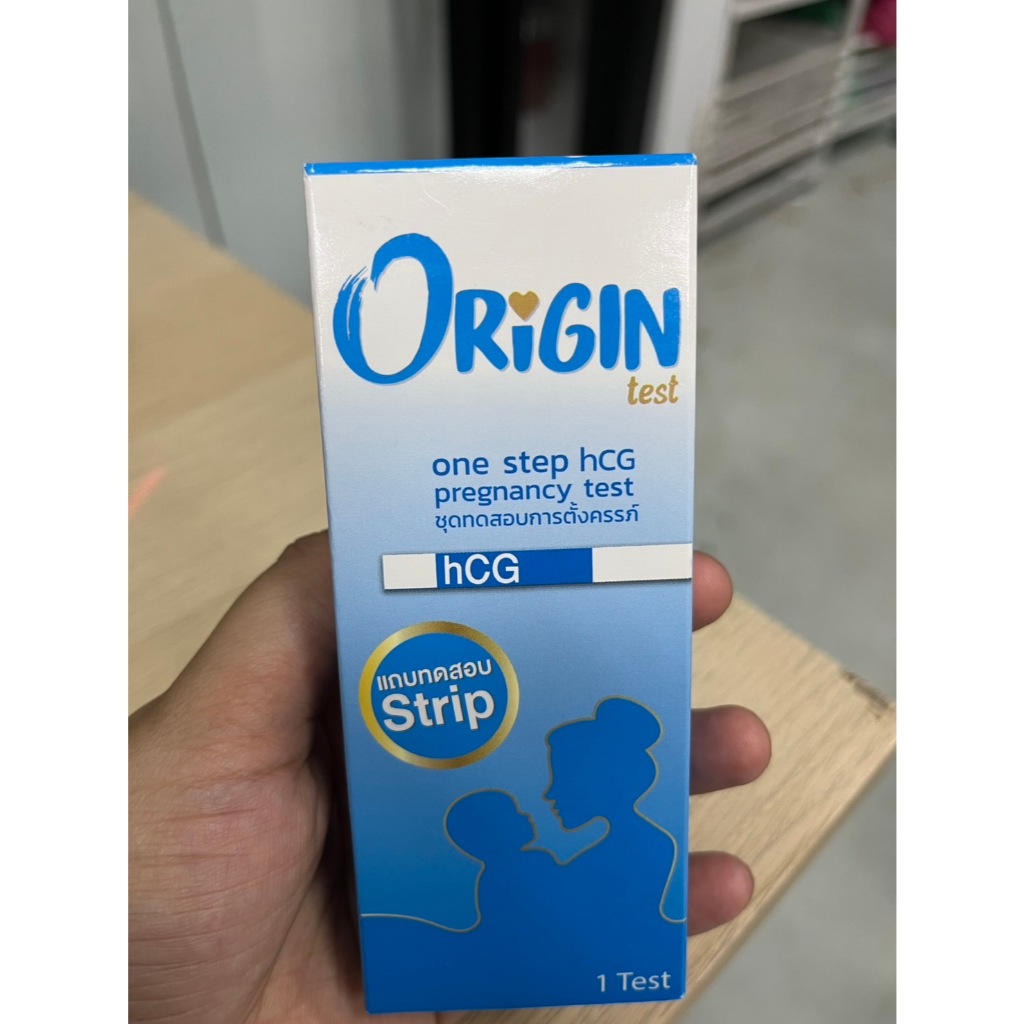 ORiGIN
test
one step hCG
pregnancy test
ชุดทดสอบการตั้งครรภ์
hCG
แถบทดสอบ
Strip
1 Test